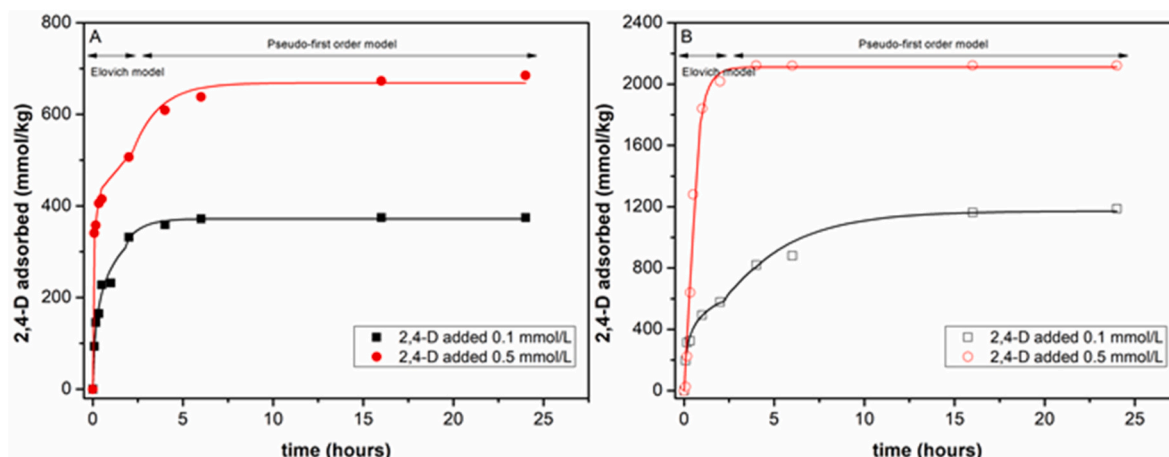 A
Pseudo-first order model
Elovich model
2,4-D adsorbed (mmol/kg)
800
600
400
200
0
2,4-D added 0.1 mmol/L
2,4-D added 0.5 mmol/L
0 5 10 15 20 25
time (hours)
B
Pseudo-first order model
Elovich model
2,4-D adsorbed (mmol/kg)
2400
2000
1600
1200
800
400
0
2,4-D added 0.1 mmol/L
2,4-D added 0.5 mmol/L
0 5 10 15 20 25
time (hours)